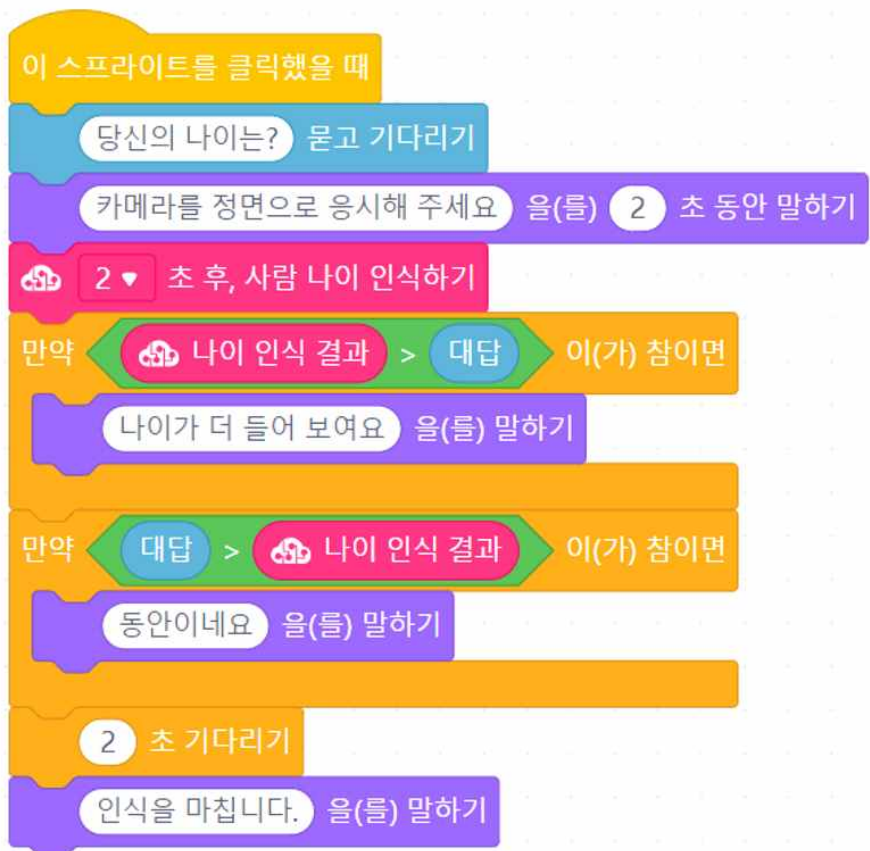 이 스프라이트를 클릭했을 때
당신의 나이는? 묻고 기다리기
카메라를 정면으로 응시해 주세요 을(를) 2 초 동안 말하기
2 초 후, 사람 나이 인식하기
만약 나이 인식 결과 > 대답 이(가) 참이면
나이가 더 들어 보여요 을(를) 말하기
만약 대답 > 나이 인식 결과 이(가) 참이면
동안이네요 을(를) 말하기
2 초 기다리기
인식을 마칩니다. 을(를) 말하기